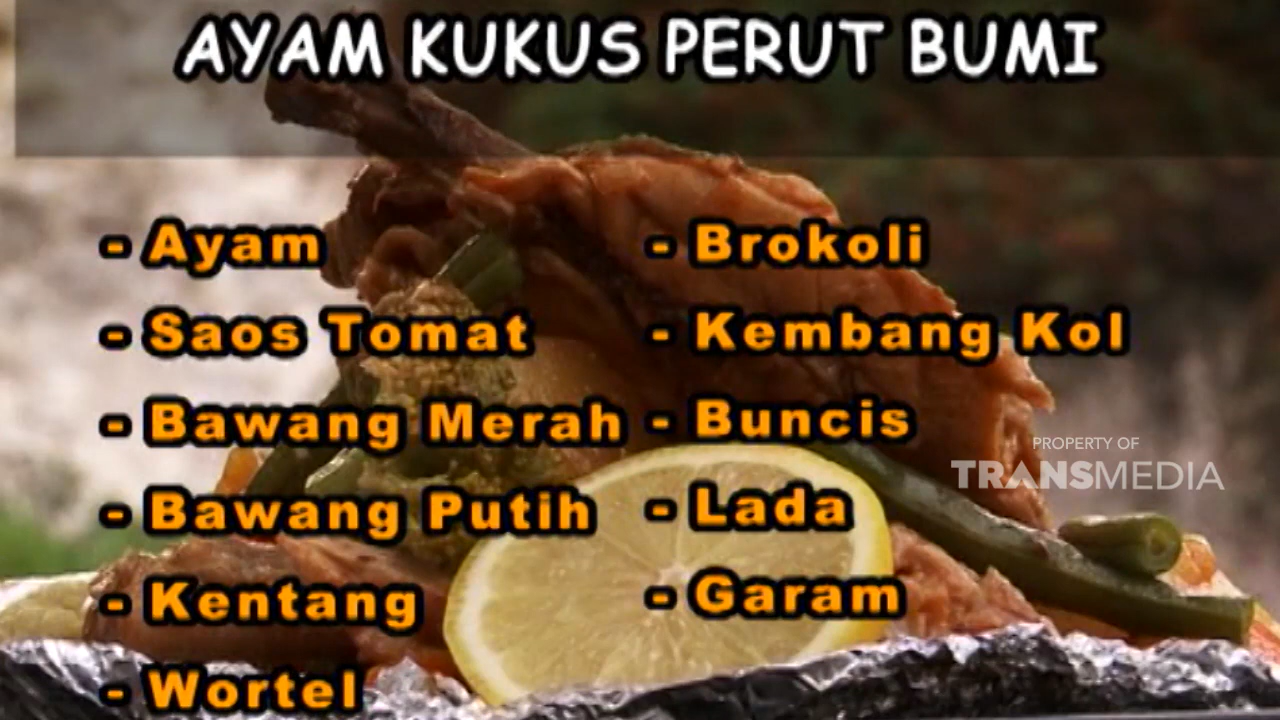 AYAM KUKUS PERUT BUMI
- Ayam
- Saos Tomat
- Bawang Merah
- Bawang Putih
- Kentang
- Wortel
- Brokoli
- Kembang Kol
- Buncis
- Lada
- Garam
PROPERTY OF
TRANSMEDIA